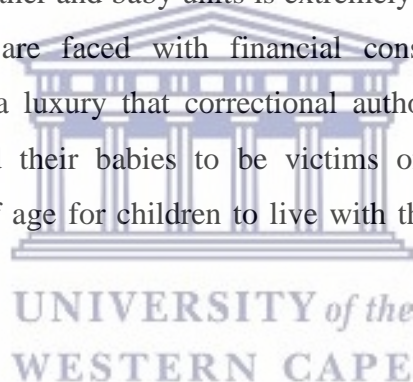 ther and baby units is extremely
are faced with financial cons
a luxury that correctional autho
their babies to be victims o
f age for children to live with th
UNIVERSITY of the
WESTERN CAPE